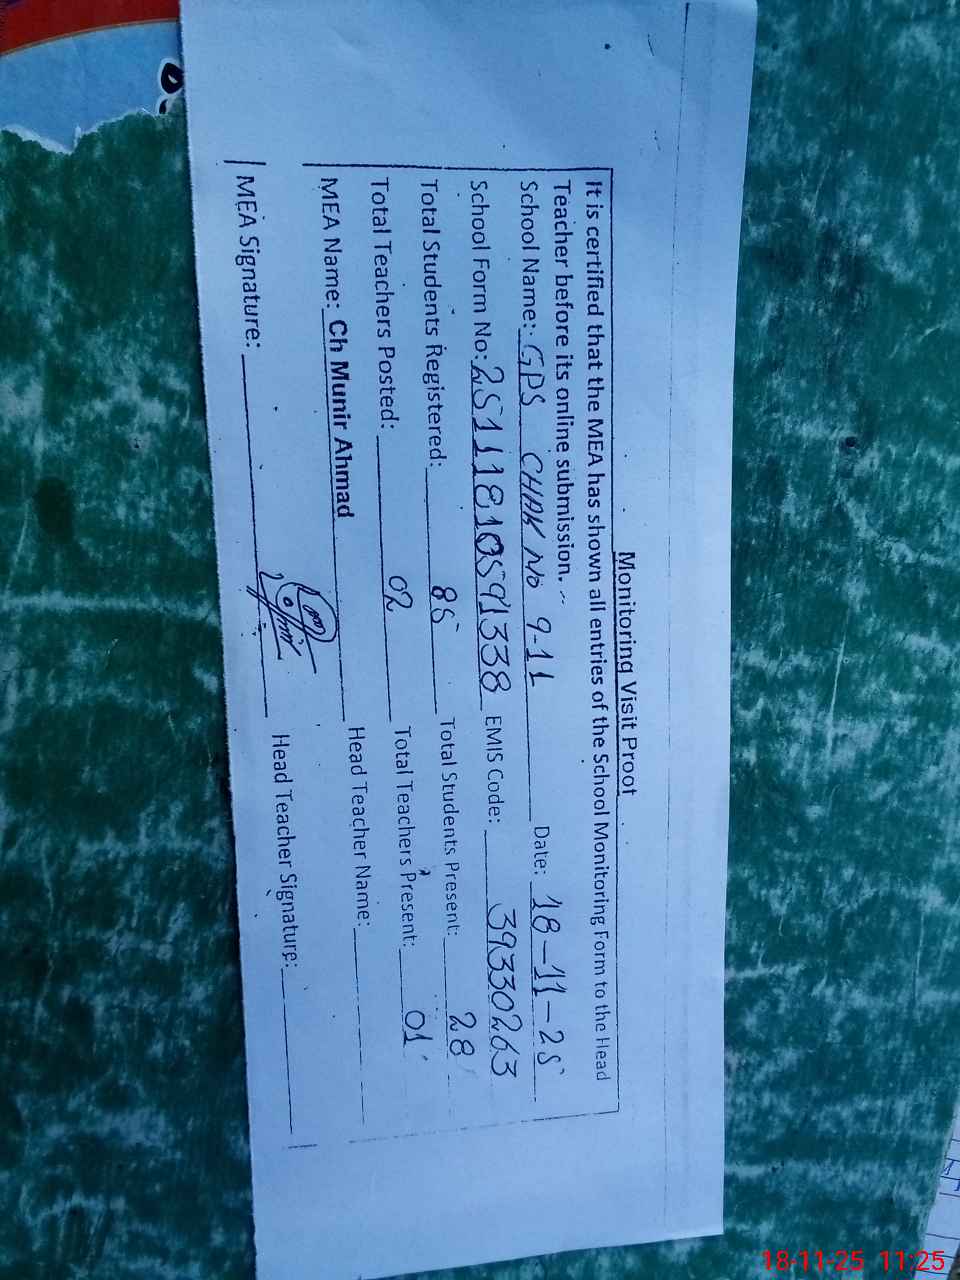 Monitoring Visit Proof
It is certified that the MEA has shown all entries of the School Monitoring Form to the Head
Teacher before its online submission.
School Name: GPS CHAK No 9-11 Date: 18-11-25
School Form No: 25111810591338 EMIS Code: 39330263
Total Students Registered: 85 Total Students Present: 28
Total Teachers Posted: 02 Total Teachers Present: 01
MEA Name: Ch Munir Ahmad Head Teacher Name:
MEA Signature: Head Teacher Signature:
18-11-25 11:25